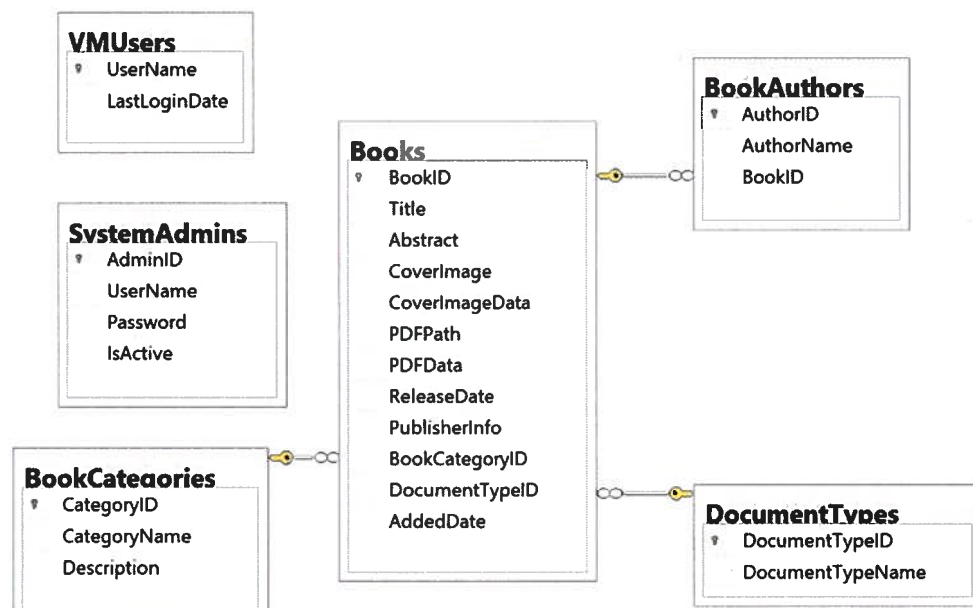 VMUsers
UserName
LastLoginDate
SystemAdmins
AdminID
UserName
Password
IsActive
BookCategories
CategoryID
CategoryName
Description
Books
BookID
Title
Abstract
CoverImage
CoverImageData
PDFPath
PDFData
ReleaseDate
PublisherInfo
BookCategoryID
DocumentTypeID
AddedDate
BookAuthors
AuthorID
AuthorName
BookID
DocumentTypes
DocumentTypeID
DocumentTypeName